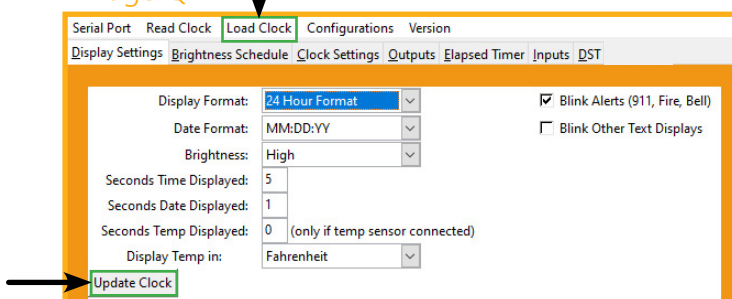 Serial Port Read Clock Load Clock Configurations Version
Display Settings Brightness Schedule Clock Settings Outputs Elapsed Timer Inputs DST
Display Format: 24 Hour Format Blink Alerts (911, Fire, Bell)
Date Format: MM:DD:YY Blink Other Text Displays
Brightness: High
Seconds Time Displayed: 5
Seconds Date Displayed: 1
Seconds Temp Displayed: 0 (only if temp sensor connected)
Display Temp in: Fahrenheit
Update Clock